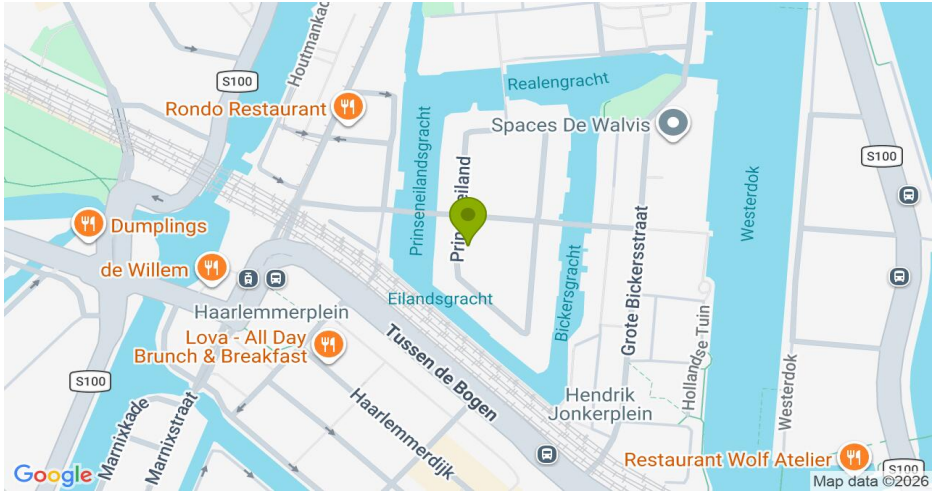 S100
Houtmankade
Rondo Restaurant
Realengracht
Spaces De Walvis
S100
Prinseneilandsgracht
Prinseneiland
Westerdok
Dumplings
de Willem
Haarlemmerplein
Eilandsgracht
Bickersgracht
Grote Bickersstraat
Lova - All Day
Brunch & Breakfast
Tussen de Bogen
Hollandse Tuin
Westerdok
S100
Marnixkade
Marnixstraat
Haarlemmerdijk
Hendrik
Jonkerplein
Restaurant Wolf Atelier
S100
Google
Map data ©2026